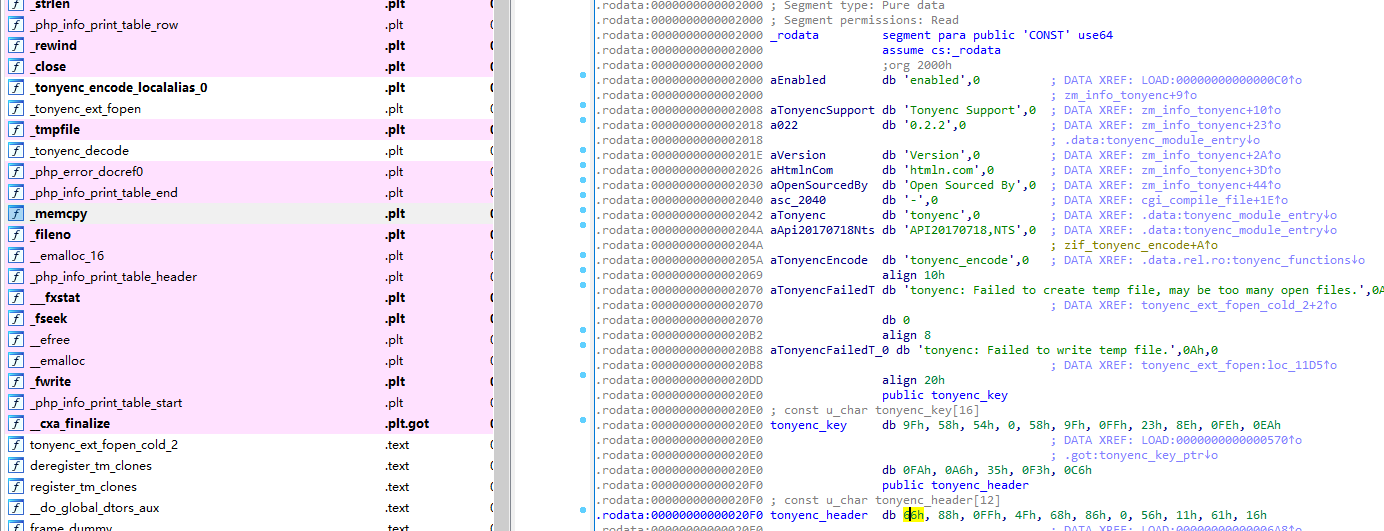 _strlen .plt
_php_info_print_table_row .plt
_rewind .plt
_close .plt
_tonyenc_encode_localalias_0 .plt
_tonyenc_ext_fopen .plt
_tmpfile .plt
_tonyenc_decode .plt
_php_error_docref0 .plt
_php_info_print_table_end .plt
_memcpy .plt
_fileno .plt
__emalloc_16 .plt
_php_info_print_table_header .plt
__fxstat .plt
_fseek .plt
__efree .plt
__emalloc .plt
_fwrite .plt
_php_info_print_table_start .plt
__cxa_finalize .plt.got
tonyenc_ext_fopen_cold_2 .text
deregister_tm_clones .text
register_tm_clones .text
__do_global_dtors_aux .text
frame_dummy .text
.rodata:0000000000002000 ; Segment type: Pure data
.rodata:0000000000002000 ; Segment permissions: Read
.rodata:0000000000002000 _rodata segment para public 'CONST' use64
.rodata:0000000000002000 assume cs:_rodata
.rodata:0000000000002000 ;org 2000h
.rodata:0000000000002000 aEnabled db 'enabled',0 ; DATA XREF: LOAD:00000000000000C0↑o
.rodata:0000000000002000 ; zm_info_tonyenc+9↑o
.rodata:0000000000002008 aTonyencSupport db 'Tonyenc Support',0 ; DATA XREF: zm_info_tonyenc+10↑o
.rodata:0000000000002018 a022 db '0.2.2',0 ; DATA XREF: zm_info_tonyenc+23↑o
.rodata:0000000000002018 ; .data:tonyenc_module_entry↓o
.rodata:000000000000201E aVersion db 'Version',0 ; DATA XREF: zm_info_tonyenc+2A↑o
.rodata:0000000000002026 aHtmlnCom db 'htmln.com',0 ; DATA XREF: zm_info_tonyenc+3D↑o
.rodata:0000000000002030 aOpenSourcedBy db 'Open Sourced By',0 ; DATA XREF: zm_info_tonyenc+44↑o
.rodata:0000000000002040 asc_2040 db '-',0 ; DATA XREF: cgi_compile_file+1E↑o
.rodata:0000000000002042 aTonyenc db 'tonyenc',0 ; DATA XREF: .data:tonyenc_module_entry↓o
.rodata:000000000000204A aApi20170718Nts db 'API20170718,NTS',0 ; DATA XREF: .data:tonyenc_module_entry↓o
.rodata:000000000000204A ; zif_tonyenc_encode+A↑o
.rodata:000000000000205A aTonyencEncode db 'tonyenc_encode',0 ; DATA XREF: .data.rel.ro:tonyenc_functions↓o
.rodata:0000000000002069 align 10h
.rodata:0000000000002070 aTonyencFailedT db 'tonyenc: Failed to create temp file, may be too many open files.',0A
.rodata:0000000000002070 ; DATA XREF: tonyenc_ext_fopen_cold_2+2↑o
.rodata:0000000000002070 db 0
.rodata:00000000000020B2 align 8
.rodata:00000000000020B8 aTonyencFailedT_0 db 'tonyenc: Failed to write temp file.',0Ah,0
.rodata:00000000000020B8 ; DATA XREF: tonyenc_ext_fopen:loc_11D5↑o
.rodata:00000000000020DD align 20h
.rodata:00000000000020E0 public tonyenc_key
.rodata:00000000000020E0 ; const u_char tonyenc_key[16]
.rodata:00000000000020E0 tonyenc_key db 9Fh, 58h, 54h, 0, 58h, 9Fh, 0FFh, 23h, 8Eh, 0FEh, 0EAh
.rodata:00000000000020E0 ; DATA XREF: LOAD:0000000000000570↑o
.rodata:00000000000020E0 ; .got:tonyenc_key_ptr↓o
.rodata:00000000000020E0 db 0FAh, 0A6h, 35h, 0F3h, 0C6h
.rodata:00000000000020F0 public tonyenc_header
.rodata:00000000000020F0 ; const u_char tonyenc_header[12]
.rodata:00000000000020F0 tonyenc_header db 66h, 88h, 0FFh, 4Fh, 68h, 86h, 0, 56h, 11h, 61h, 16h